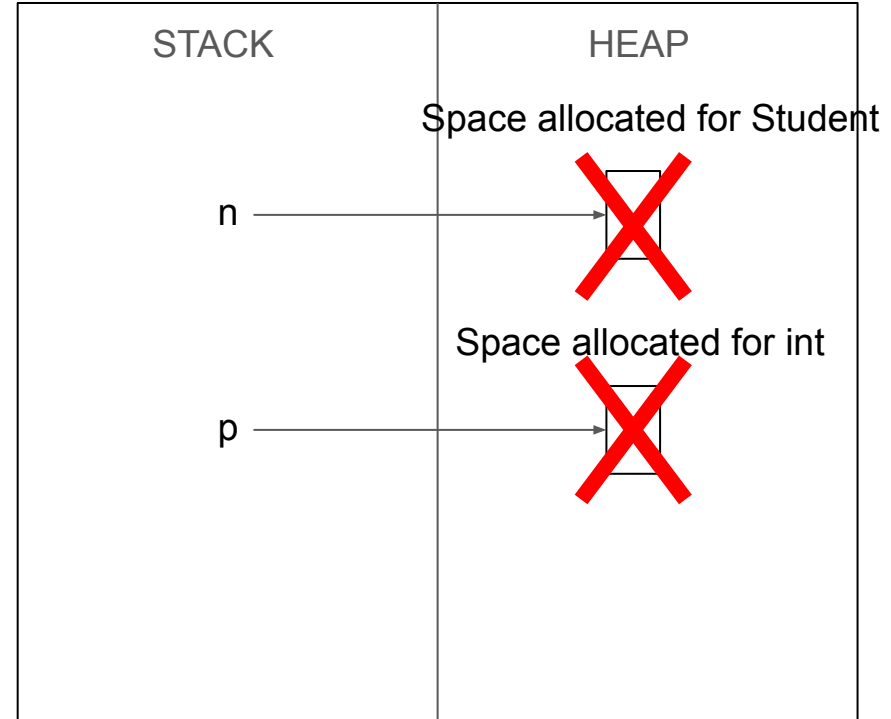 STACK
HEAP
Space allocated for Student
n
Space allocated for int
p